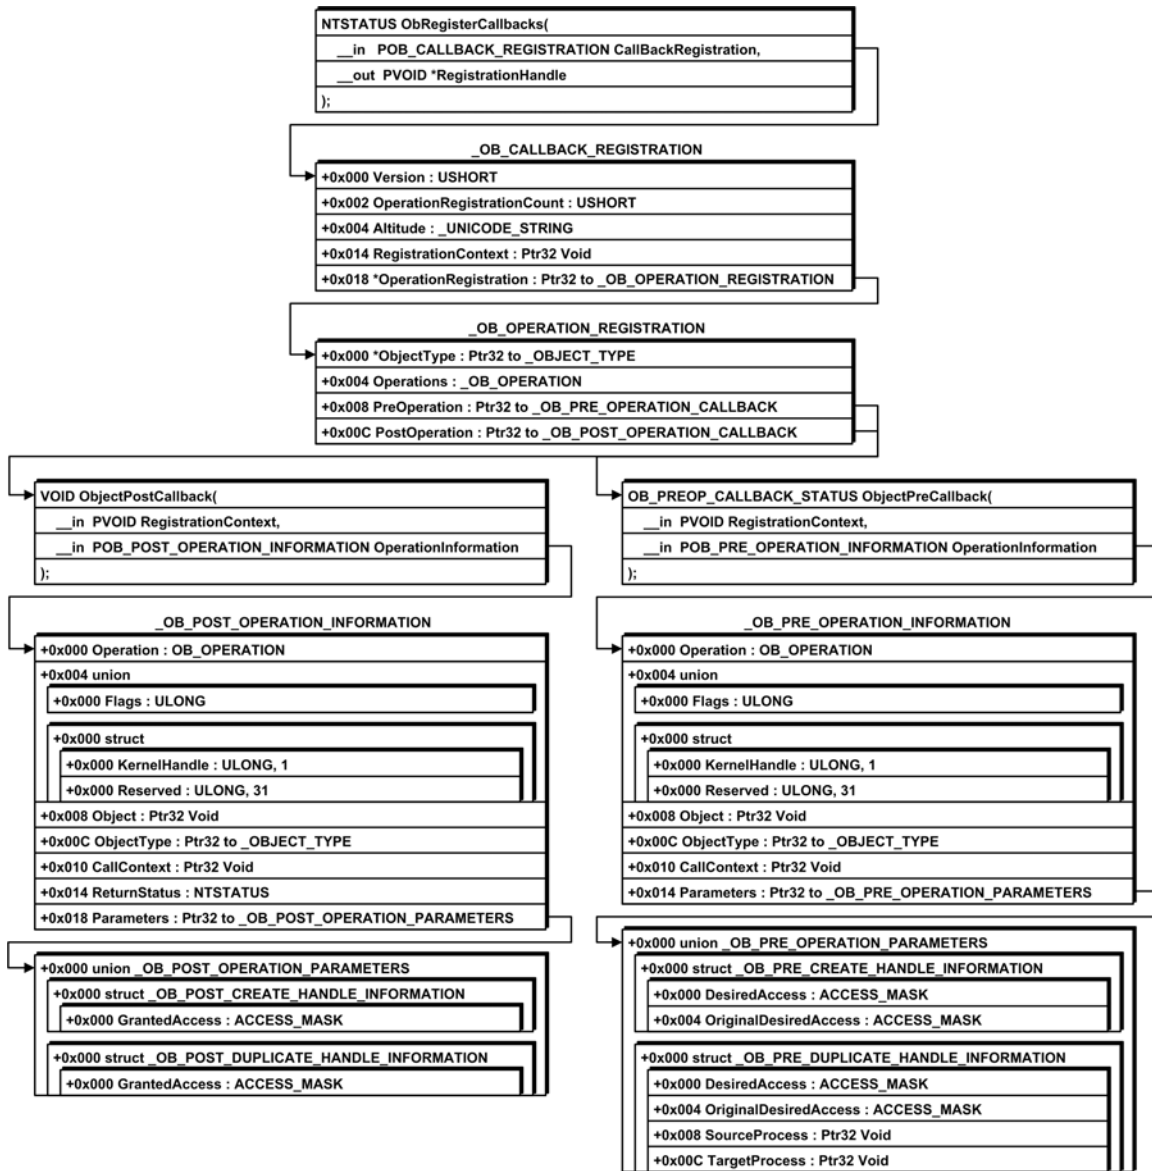 NTSTATUS ObRegisterCallbacks(
__in POB_CALLBACK_REGISTRATION CallBackRegistration,
__out PVOID *RegistrationHandle
);
_OB_CALLBACK_REGISTRATION
+0x000 Version : USHORT
+0x002 OperationRegistrationCount : USHORT
+0x004 Altitude : _UNICODE_STRING
+0x014 RegistrationContext : Ptr32 Void
+0x018 *OperationRegistration : Ptr32 to _OB_OPERATION_REGISTRATION
_OB_OPERATION_REGISTRATION
+0x000 *ObjectType : Ptr32 to _OBJECT_TYPE
+0x004 Operations : _OB_OPERATION
+0x008 PreOperation : Ptr32 to _OB_PRE_OPERATION_CALLBACK
+0x00C PostOperation : Ptr32 to _OB_POST_OPERATION_CALLBACK
VOID ObjectPostCallback(
__in PVOID RegistrationContext,
__in POB_POST_OPERATION_INFORMATION OperationInformation
);
_OB_POST_OPERATION_INFORMATION
+0x000 Operation : OB_OPERATION
+0x004 union
+0x000 Flags : ULONG
+0x000 struct
+0x000 KernelHandle : ULONG, 1
+0x000 Reserved : ULONG, 31
+0x008 Object : Ptr32 Void
+0x00C ObjectType : Ptr32 to _OBJECT_TYPE
+0x010 CallContext : Ptr32 Void
+0x014 ReturnStatus : NTSTATUS
+0x018 Parameters : Ptr32 to _OB_POST_OPERATION_PARAMETERS
+0x000 union _OB_POST_OPERATION_PARAMETERS
+0x000 struct _OB_POST_CREATE_HANDLE_INFORMATION
+0x000 GrantedAccess : ACCESS_MASK
+0x000 struct _OB_POST_DUPLICATE_HANDLE_INFORMATION
+0x000 GrantedAccess : ACCESS_MASK
OB_PREOP_CALLBACK_STATUS ObjectPreCallback(
__in PVOID RegistrationContext,
__in POB_PRE_OPERATION_INFORMATION OperationInformation
);
_OB_PRE_OPERATION_INFORMATION
+0x000 Operation : OB_OPERATION
+0x004 union
+0x000 Flags : ULONG
+0x000 struct
+0x000 KernelHandle : ULONG, 1
+0x000 Reserved : ULONG, 31
+0x008 Object : Ptr32 Void
+0x00C ObjectType : Ptr32 to _OBJECT_TYPE
+0x010 CallContext : Ptr32 Void
+0x014 Parameters : Ptr32 to _OB_PRE_OPERATION_PARAMETERS
+0x000 union _OB_PRE_OPERATION_PARAMETERS
+0x000 struct _OB_PRE_CREATE_HANDLE_INFORMATION
+0x000 DesiredAccess : ACCESS_MASK
+0x004 OriginalDesiredAccess : ACCESS_MASK
+0x000 struct _OB_PRE_DUPLICATE_HANDLE_INFORMATION
+0x000 DesiredAccess : ACCESS_MASK
+0x004 OriginalDesiredAccess : ACCESS_MASK
+0x008 SourceProcess : Ptr32 Void
+0x00C TargetProcess : Ptr32 Void